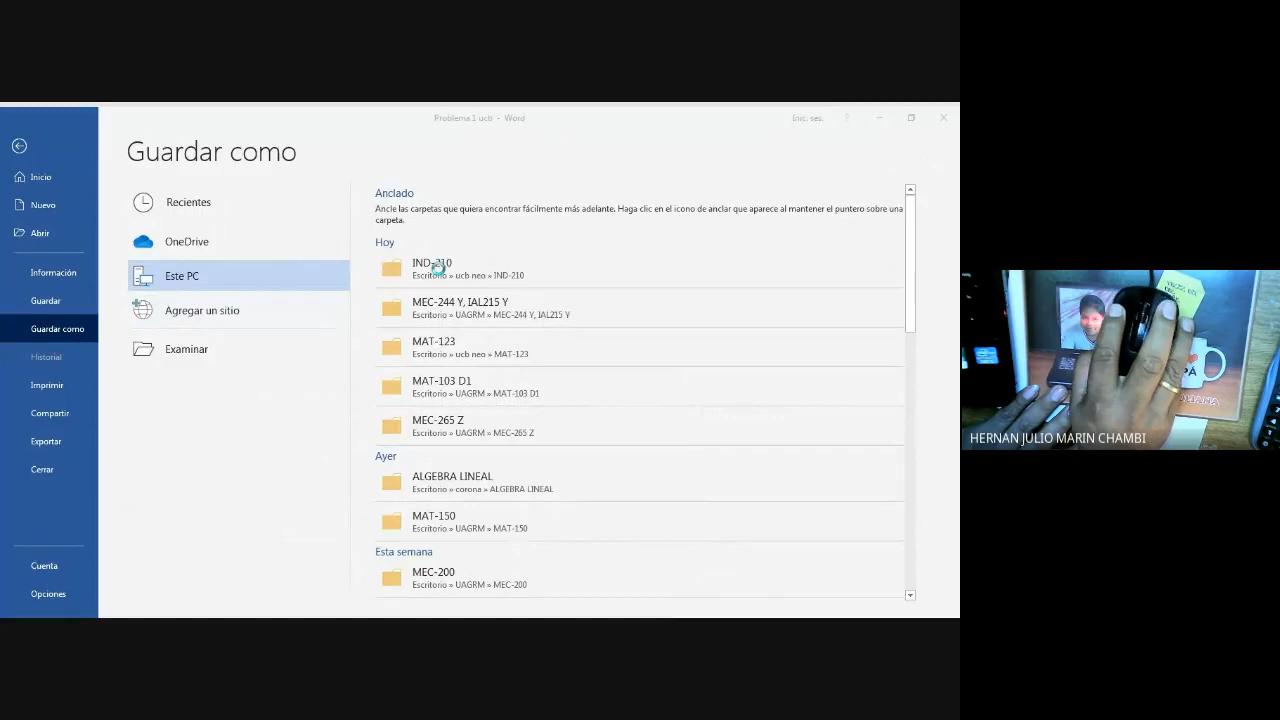 Problema 1 ucb - Word
Inic. ses.
?
Guardar como
Inicio
Nuevo
Abrir
Información
Guardar
Guardar como
Historial
Imprimir
Compartir
Exportar
Cerrar
Cuenta
Opciones
Recientes
OneDrive
Este PC
Agregar un sitio
Examinar
Anclado
Ancle las carpetas que quiera encontrar fácilmente más adelante. Haga clic en el icono de anclar que aparece al mantener el puntero sobre una
carpeta.
Hoy
IND-210
Escritorio » ucb neo » IND-210
MEC-244 Y, IAL215 Y
Escritorio » UAGRM » MEC-244 Y, IAL215 Y
MAT-123
Escritorio » ucb neo » MAT-123
MAT-103 D1
Escritorio » UAGRM » MAT-103 D1
MEC-265 Z
Escritorio » UAGRM » MEC-265 Z
Ayer
ALGEBRA LINEAL
Escritorio » corona » ALGEBRA LINEAL
MAT-150
Escritorio » UAGRM » MAT-150
Esta semana
MEC-200
Escritorio » UAGRM » MEC-200
HERNAN JULIO MARIN CHAMBI